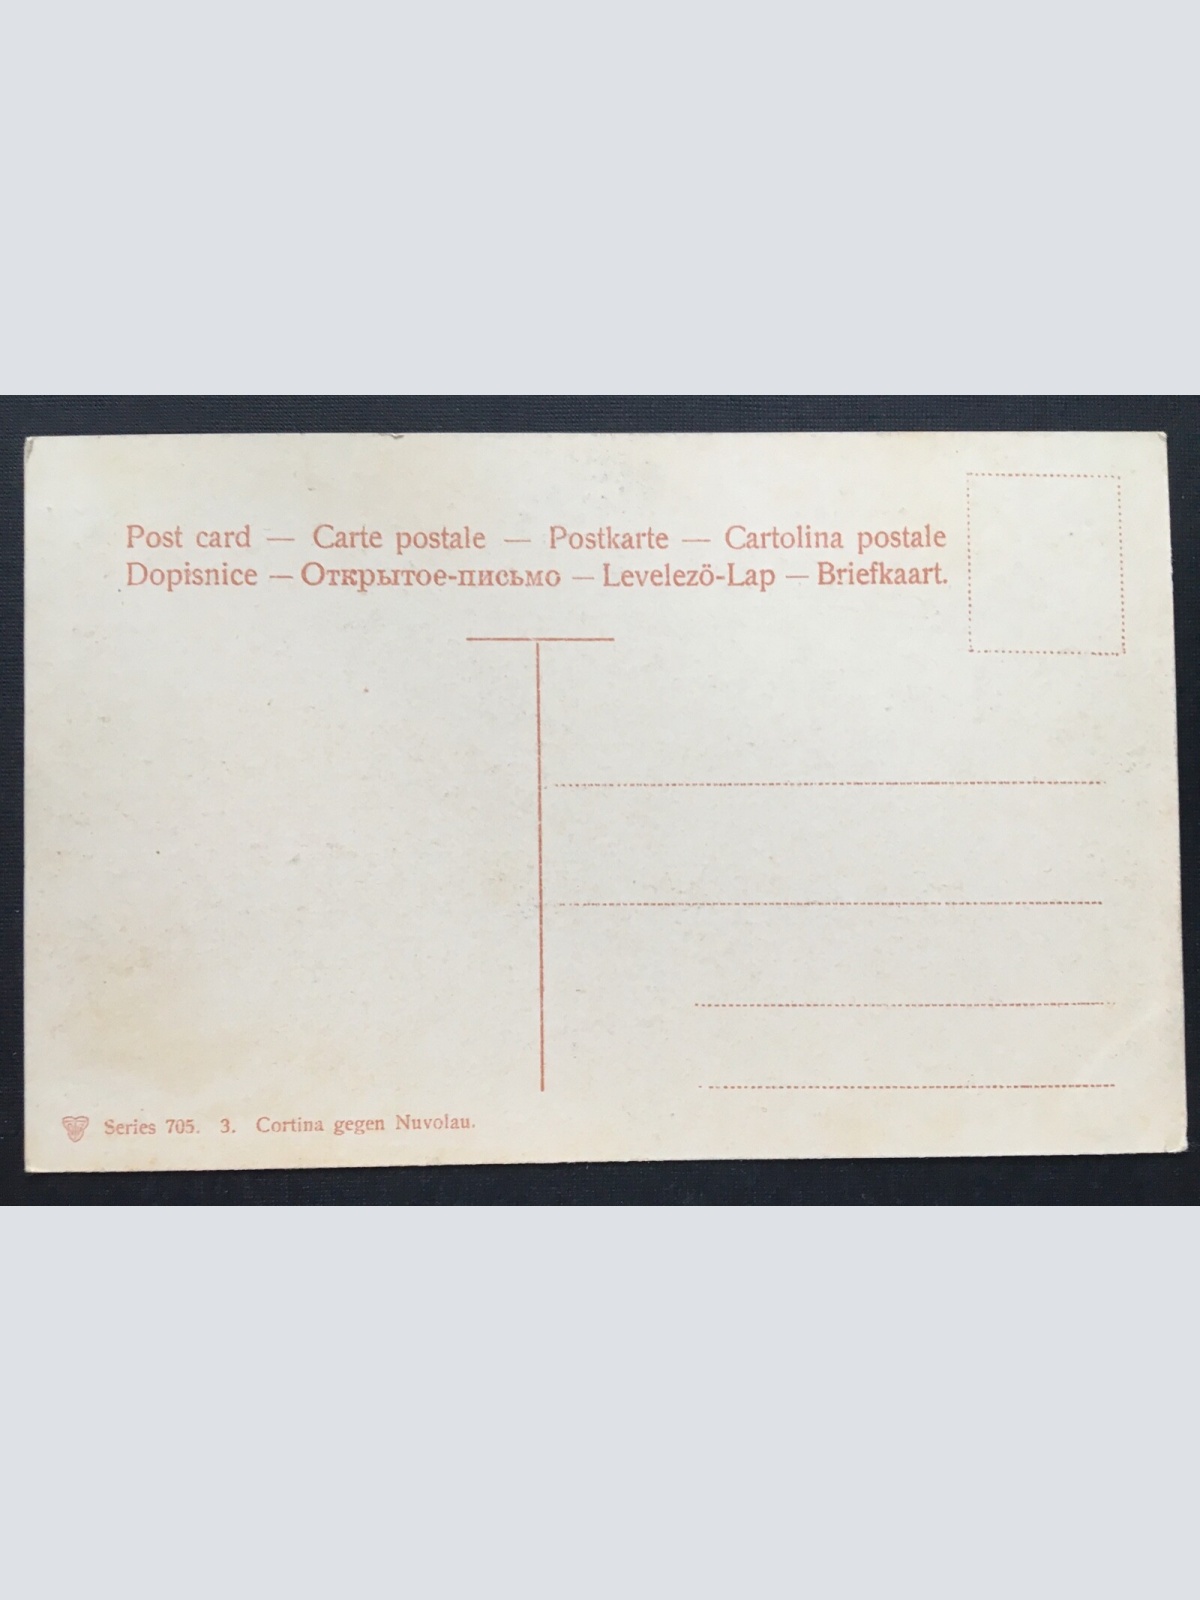 Post card — Carte postale — Postkarte — Cartolina postale
Dopisnice — Открытое-письмо — Levelezö-Lap — Briefkaart.
Series 705. 3. Cortina gegen Nuvolau.